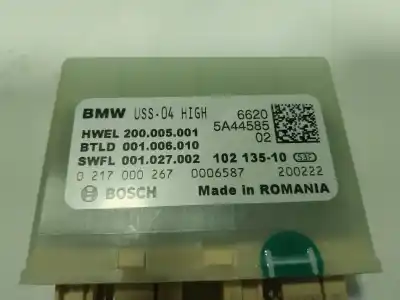 BMW USS-04 HIGH 6620
5A44585
HWEL 200.005.001 02
BTLD 001.006.010
SWFL 001.027.002 102 135-10
0 217 000 267 0006587 200222
BOSCH Made in ROMANIA